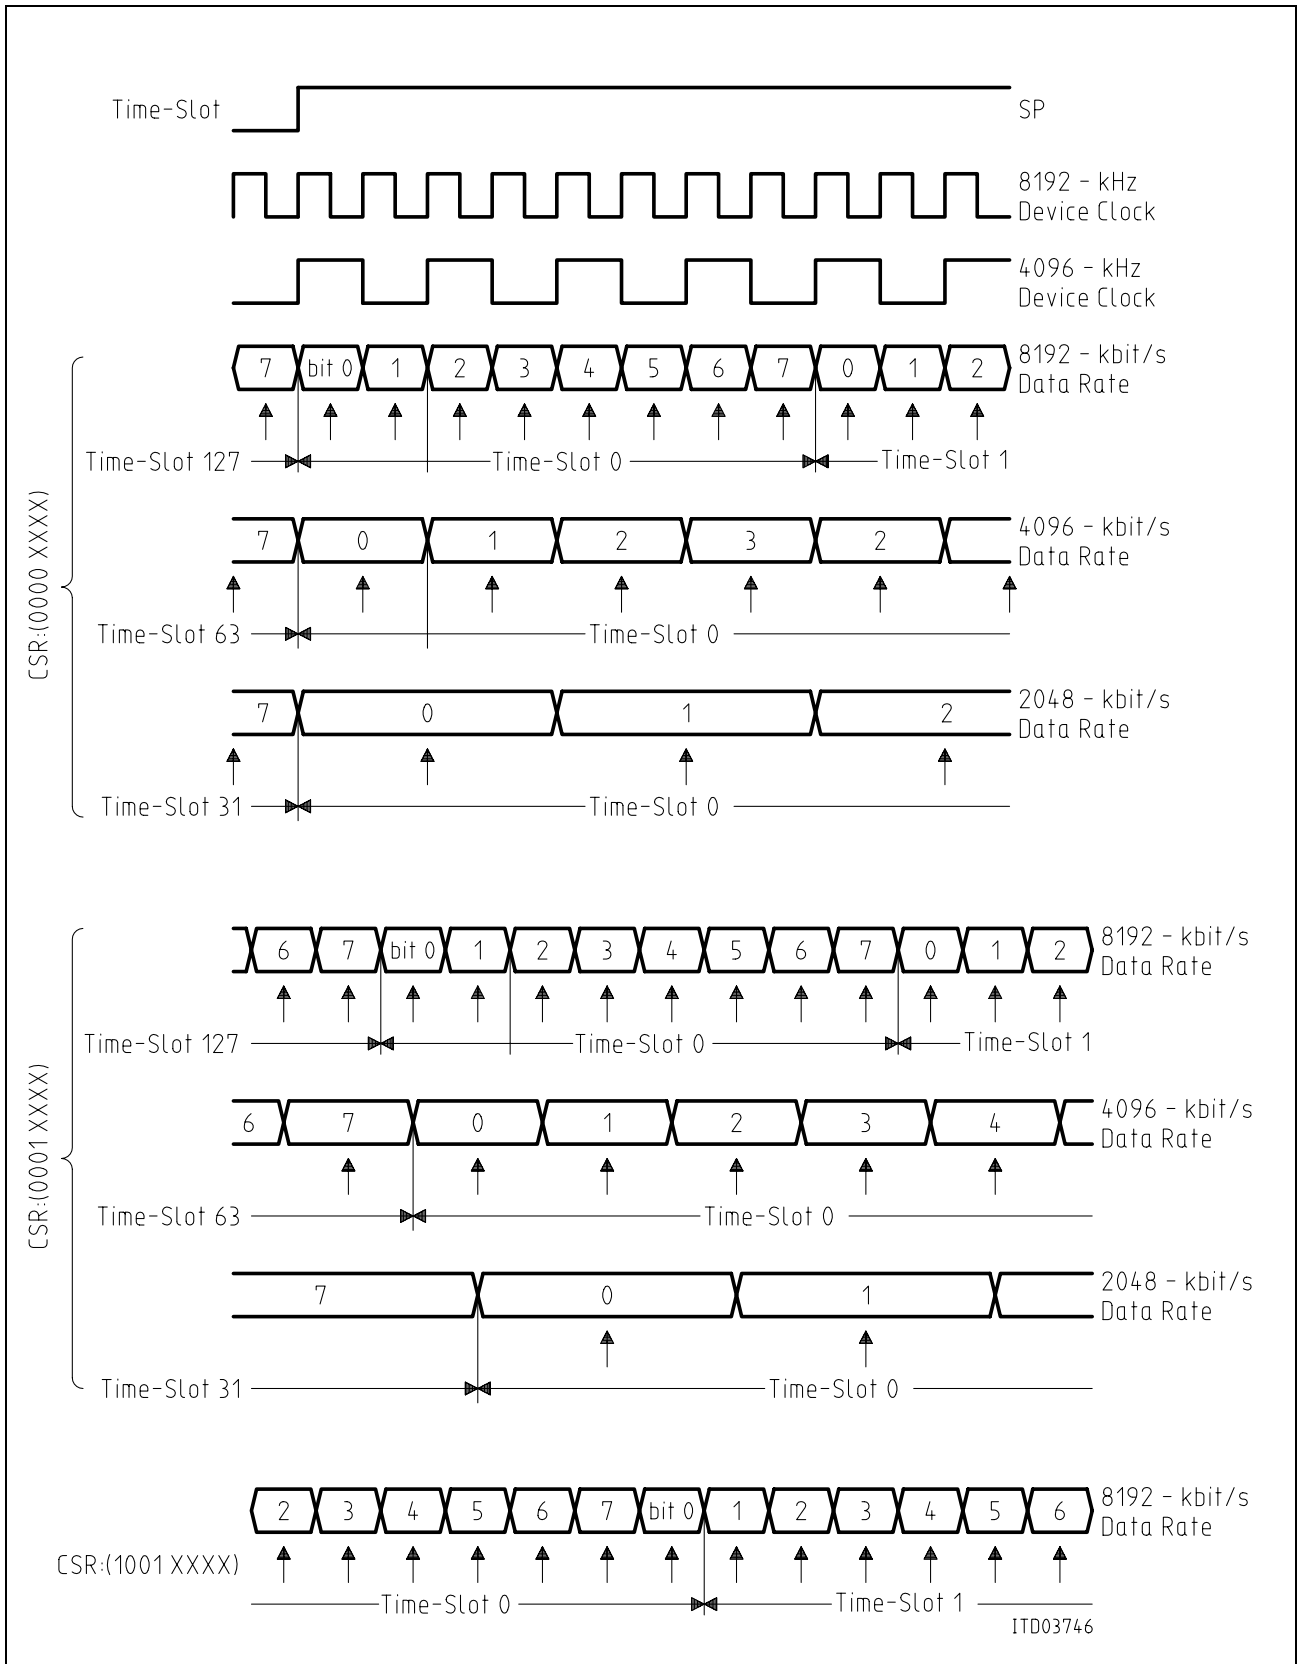 Time-Slot
SP
8192 - kHz
Device Clock
4096 - kHz
Device Clock
CSR:(0000 XXXX)
7 bit 0 1 2 3 4 5 6 7 0 1 2
8192 - kbit/s
Data Rate
Time-Slot 127 Time-Slot 0 Time-Slot 1
7 0 1 2 3 2
4096 - kbit/s
Data Rate
Time-Slot 63 Time-Slot 0
7 0 1 2
2048 - kbit/s
Data Rate
Time-Slot 31 Time-Slot 0
CSR:(0001 XXXX)
6 7 bit 0 1 2 3 4 5 6 7 0 1 2
8192 - kbit/s
Data Rate
Time-Slot 127 Time-Slot 0 Time-Slot 1
6 7 0 1 2 3 4
4096 - kbit/s
Data Rate
Time-Slot 63 Time-Slot 0
7 0 1
2048 - kbit/s
Data Rate
Time-Slot 31 Time-Slot 0
2 3 4 5 6 7 bit 0 1 2 3 4 5 6
8192 - kbit/s
Data Rate
CSR:(1001 XXXX)
Time-Slot 0 Time-Slot 1
ITD03746